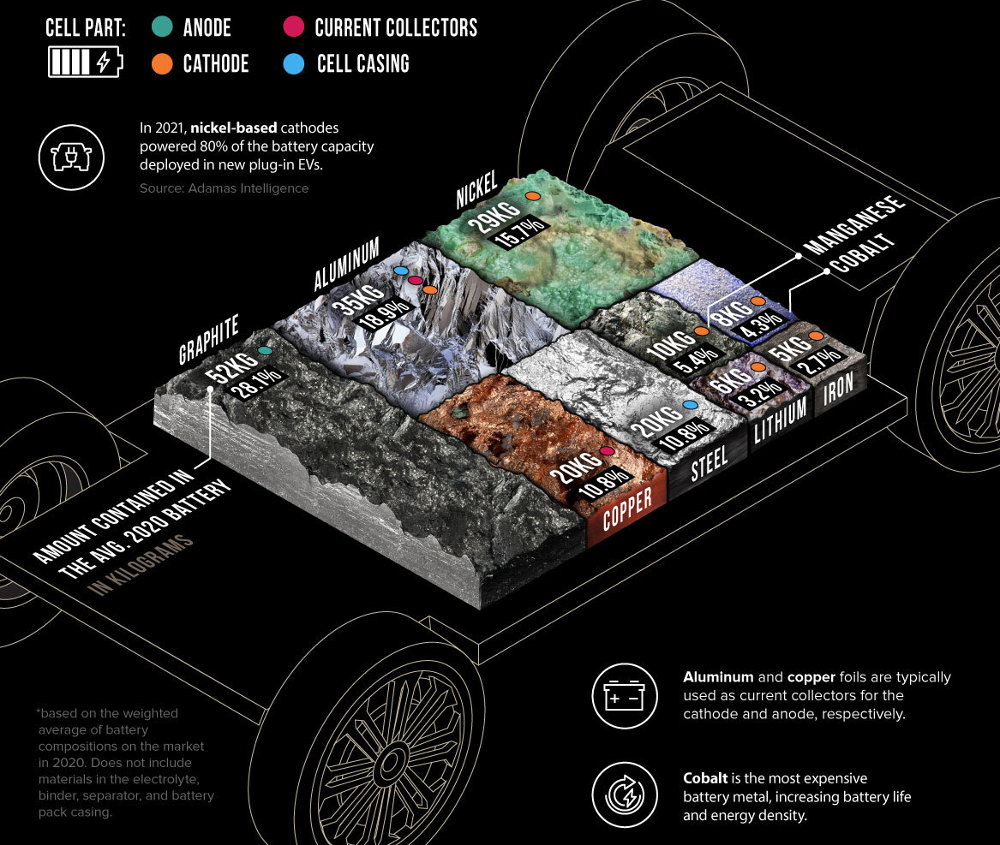 CELL PART:
ANODE
CURRENT COLLECTORS
CATHODE
CELL CASING
In 2021, nickel-based cathodes
powered 80% of the battery capacity
deployed in new plug-in EVs.
Source: Adamas Intelligence
NICKEL
29KG
15.7%
ALUMINUM
35KG
18.9%
GRAPHITE
52KG
28.1%
MANGANESE
COBALT
8KG
4.3%
10KG
5.4%
5KG
2.7%
6KG
3.2%
20KG
10.8%
20KG
10.8%
IRON
LITHIUM
STEEL
COPPER
AMOUNT CONTAINED IN
THE AVG. 2020 BATTERY
IN KILOGRAMS
*based on the weighted
average of battery
compositions on the market
in 2020. Does not include
materials in the electrolyte,
binder, separator, and battery
pack casing.
+ −
Aluminum and copper foils are typically
used as current collectors for the
cathode and anode, respectively.
Cobalt is the most expensive
battery metal, increasing battery life
and energy density.